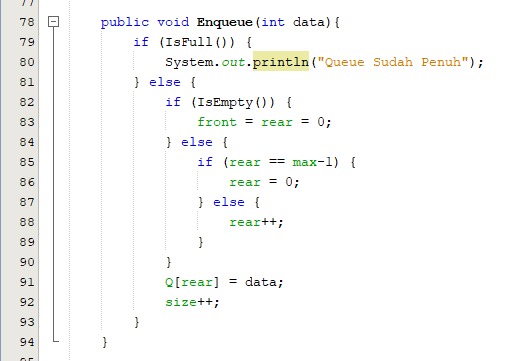 78 public void Enqueue(int data){
79 if (IsFull()) {
80 System.out.println("Queue Sudah Penuh");
81 } else {
82 if (IsEmpty()) {
83 front = rear = 0;
84 } else {
85 if (rear == max-1) {
86 rear = 0;
87 } else {
88 rear++;
89 }
90 }
91 Q[rear] = data;
92 size++;
93 }
94 }